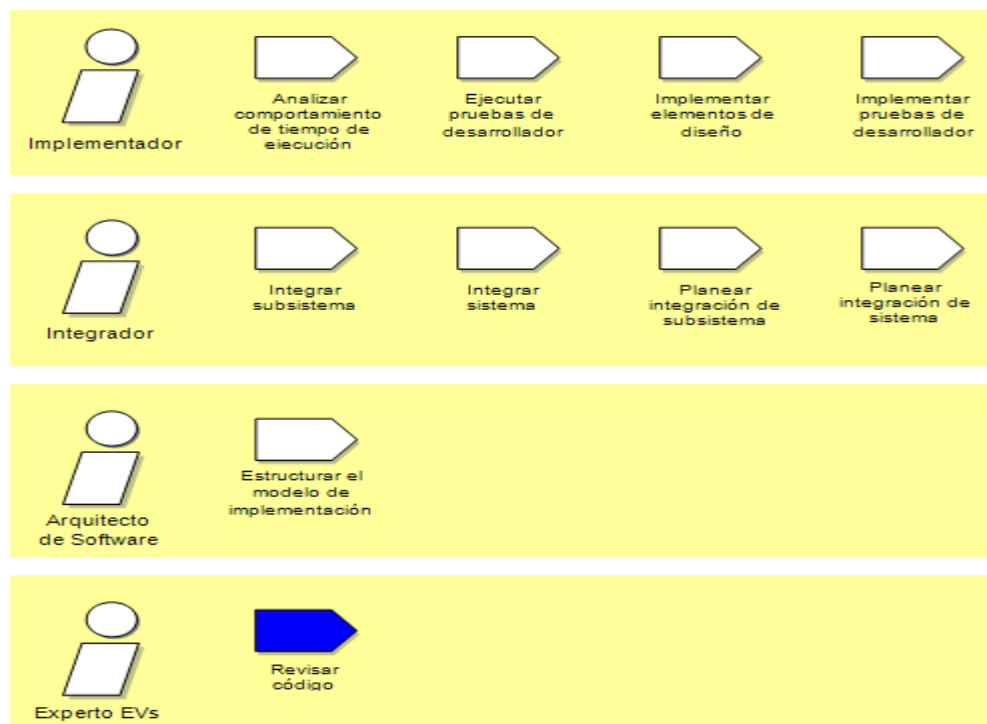 Analizar
comportamiento
de tiempo de
ejecución
Ejecutar
pruebas de
desarrollador
Implementar
elementos de
diseño
Implementar
pruebas de
desarrollador
Implementador
Integrar
subsistema
Integrar
sistema
Planear
integración de
subsistema
Planear
integración de
sistema
Integrador
Estructurar el
modelo de
implementación
Arquitecto
de Software
Revisar
código
Experto EVs